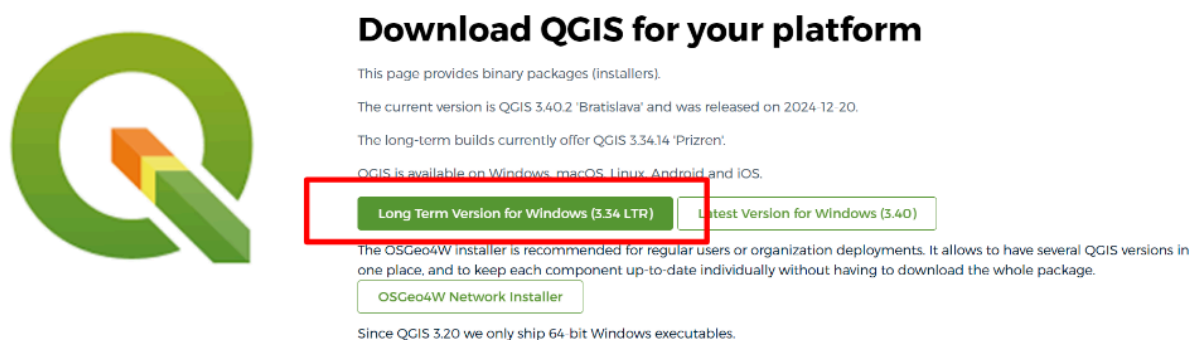 Download QGIS for your platform
This page provides binary packages (installers).
The current version is QGIS 3.40.2 'Bratislava' and was released on 2024-12-20.
The long-term builds currently offer QGIS 3.34.14 'Prizren'.
QGIS is available on Windows, macOS, Linux, Android and iOS.
Long Term Version for Windows (3.34 LTR)
Latest Version for Windows (3.40)
The OSGeo4W installer is recommended for regular users or organization deployments. It allows to have several QGIS versions in
one place, and to keep each component up-to-date individually without having to download the whole package.
OSGeo4W Network Installer
Since QGIS 3.20 we only ship 64-bit Windows executables.